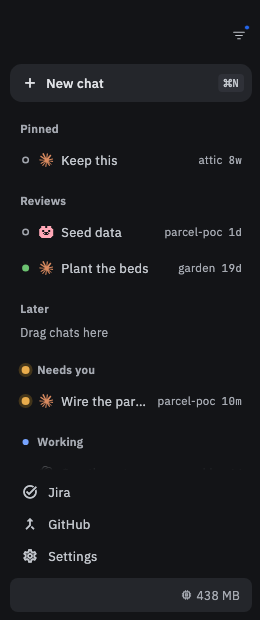 New chat ⌘N
Pinned
Keep this attic 8w
Reviews
Seed data parcel-poc 1d
Plant the beds garden 19d
Later
Drag chats here
Needs you
Wire the par... parcel-poc 10m
Working
Jira
GitHub
Settings
438 MB